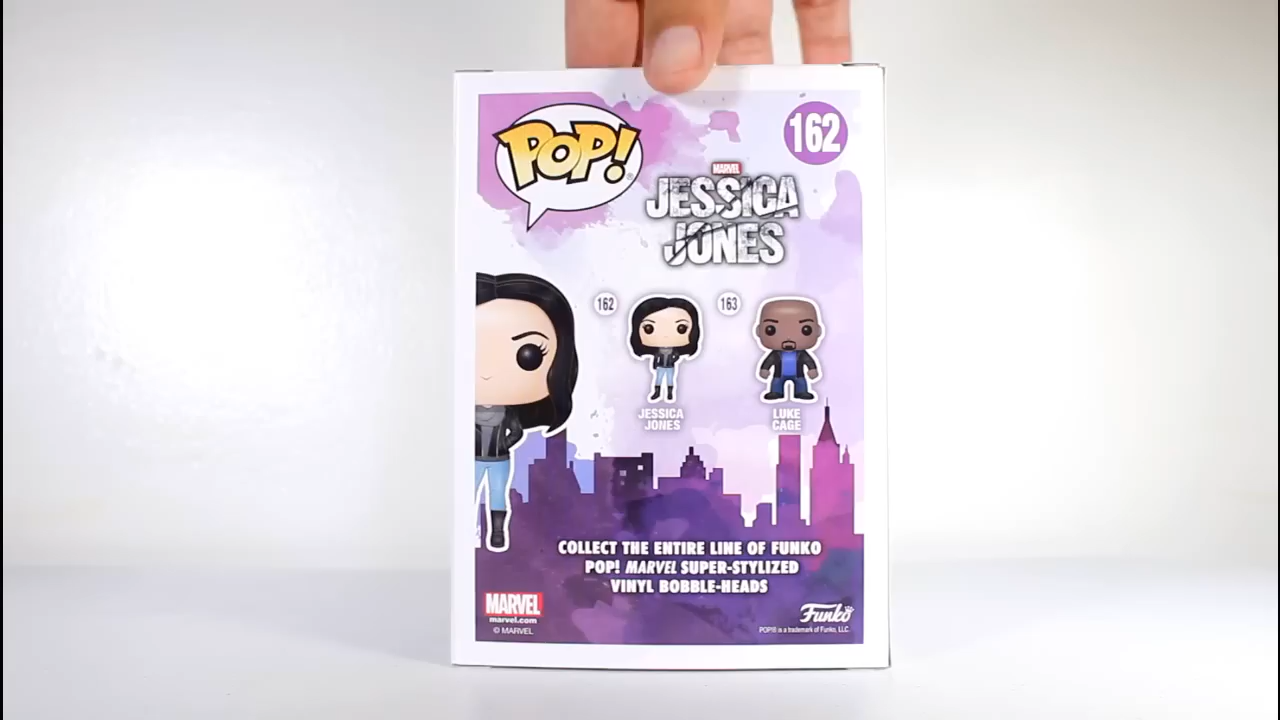 POP!
162
MARVEL
JESSICA
JONES
162
163
JESSICA
JONES
LUKE
CAGE
COLLECT THE ENTIRE LINE OF FUNKO
POP! MARVEL SUPER-STYLIZED
VINYL BOBBLE-HEADS
MARVEL
marvel.com
© MARVEL
Funko
POP!® is a trademark of Funko, LLC.